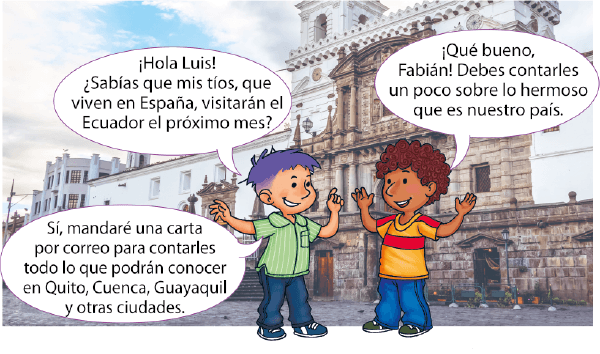 ¡Hola Luis!
¿Sabías que mis tíos, que
viven en España, visitarán el
Ecuador el próximo mes?
¡Qué bueno,
Fabián! Debes contarles
un poco sobre lo hermoso
que es nuestro país.
Sí, mandaré una carta
por correo para contarles
todo lo que podrán conocer
en Quito, Cuenca, Guayaquil
y otras ciudades.